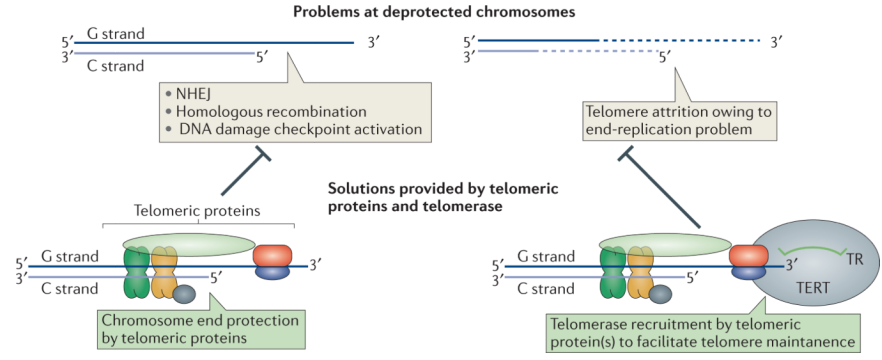 Problems at deprotected chromosomes
5′ G strand 3′
3′ C strand 5′
• NHEJ
• Homologous recombination
• DNA damage checkpoint activation
5′ 3′
3′ 5′
Telomere attrition owing to
end-replication problem
Solutions provided by telomeric
proteins and telomerase
Telomeric proteins
5′ G strand 3′
3′ C strand 5′
Chromosome end protection
by telomeric proteins
5′ G strand 3′
3′ C strand 5′
TR
TERT
Telomerase recruitment by telomeric
protein(s) to facilitate telomere maintanence